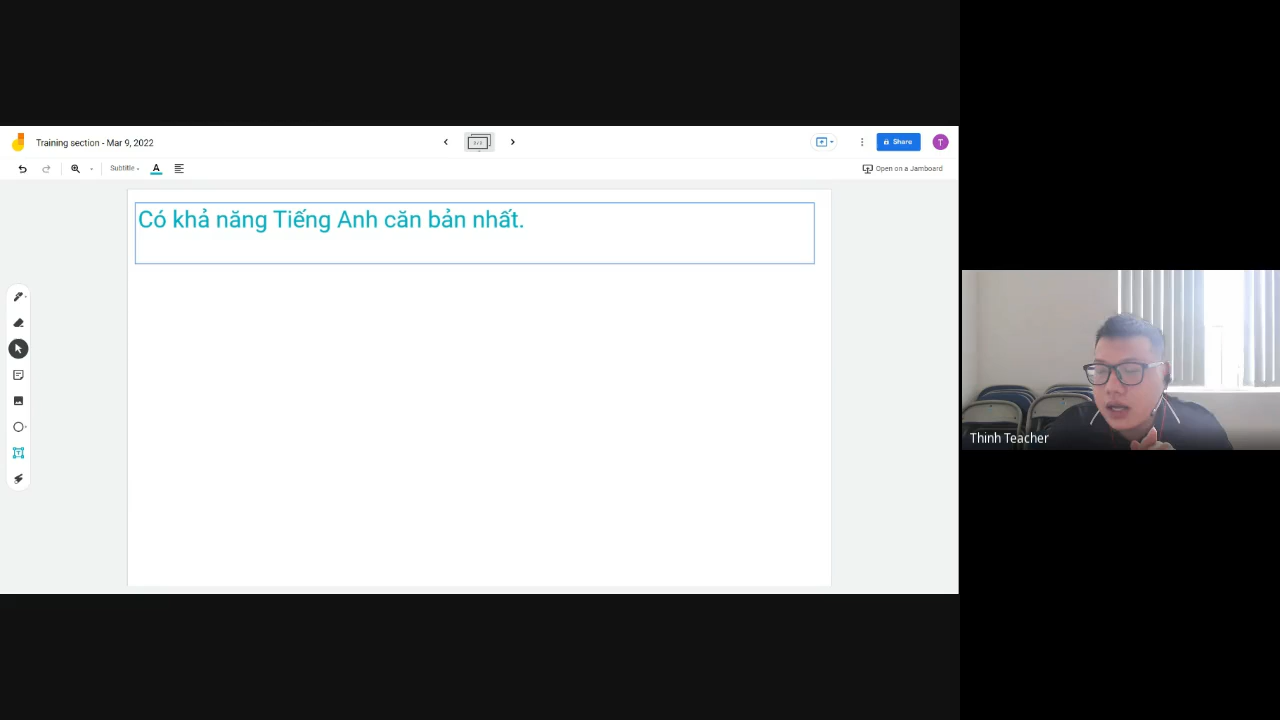 Training section - Mar 9, 2022
Share
T
Subtitle
A
Open on a Jamboard
Có khả năng Tiếng Anh căn bản nhất.
Thinh Teacher